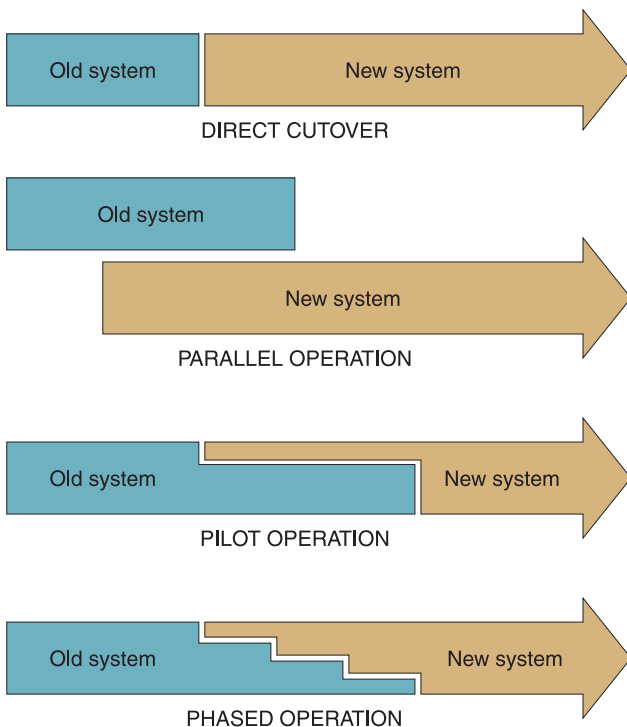 Old system
New system
DIRECT CUTOVER
Old system
New system
PARALLEL OPERATION
Old system
New system
PILOT OPERATION
Old system
New system
PHASED OPERATION